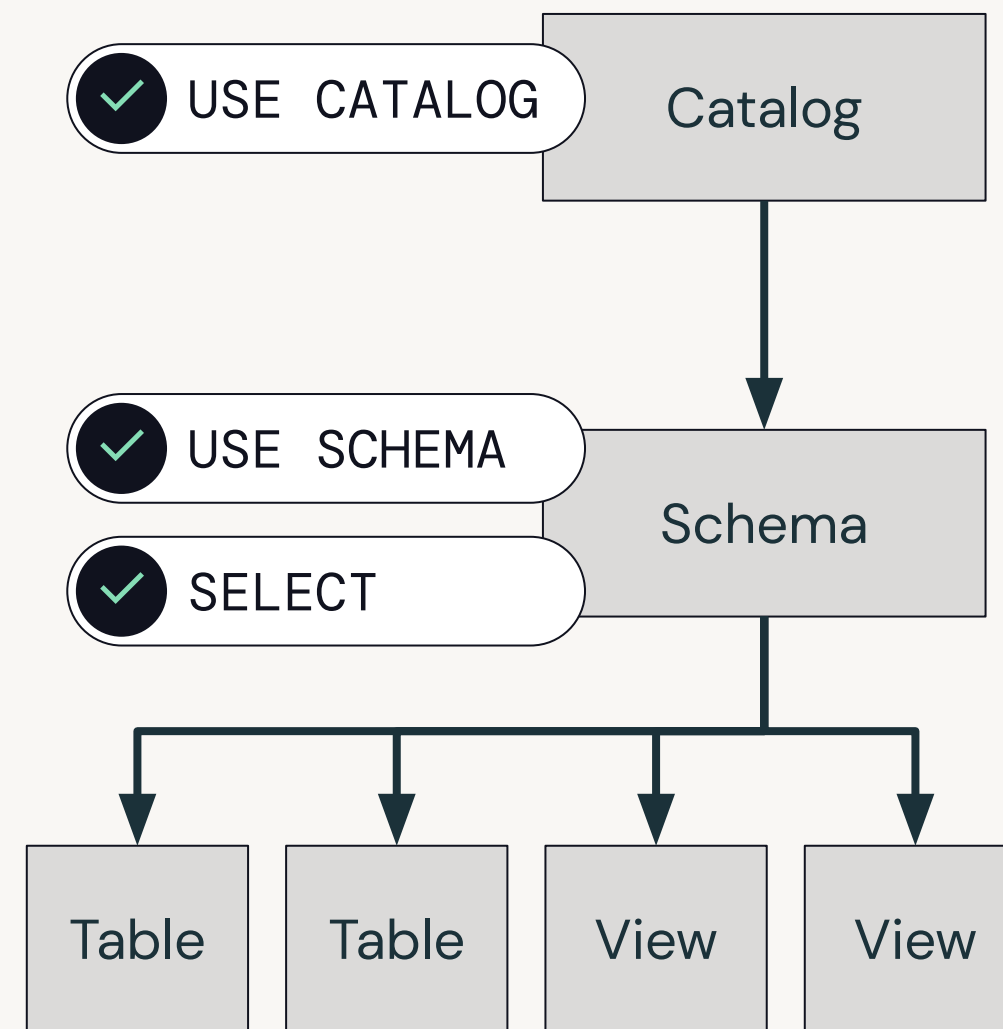 USE CATALOG
Catalog
USE SCHEMA
Schema
SELECT
Table
Table
View
View